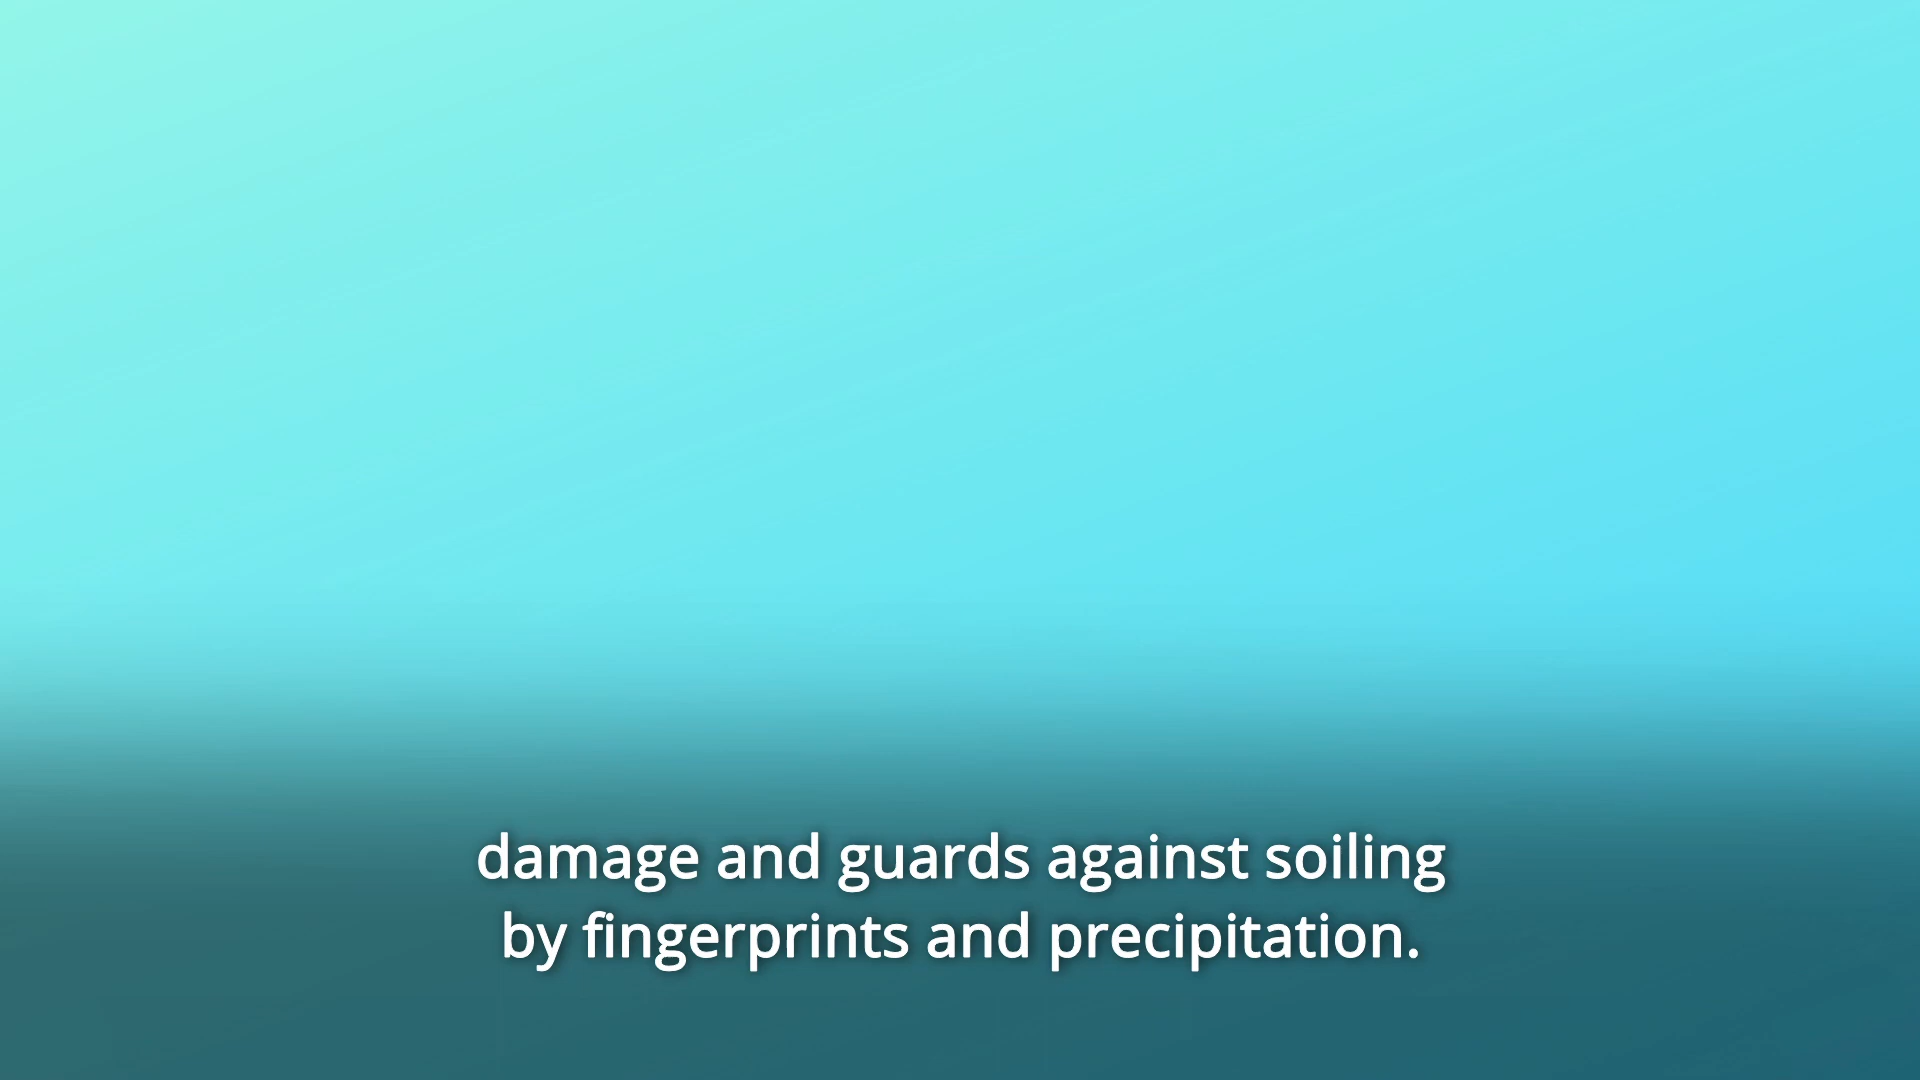 damage and guards against soiling
by fingerprints and precipitation.